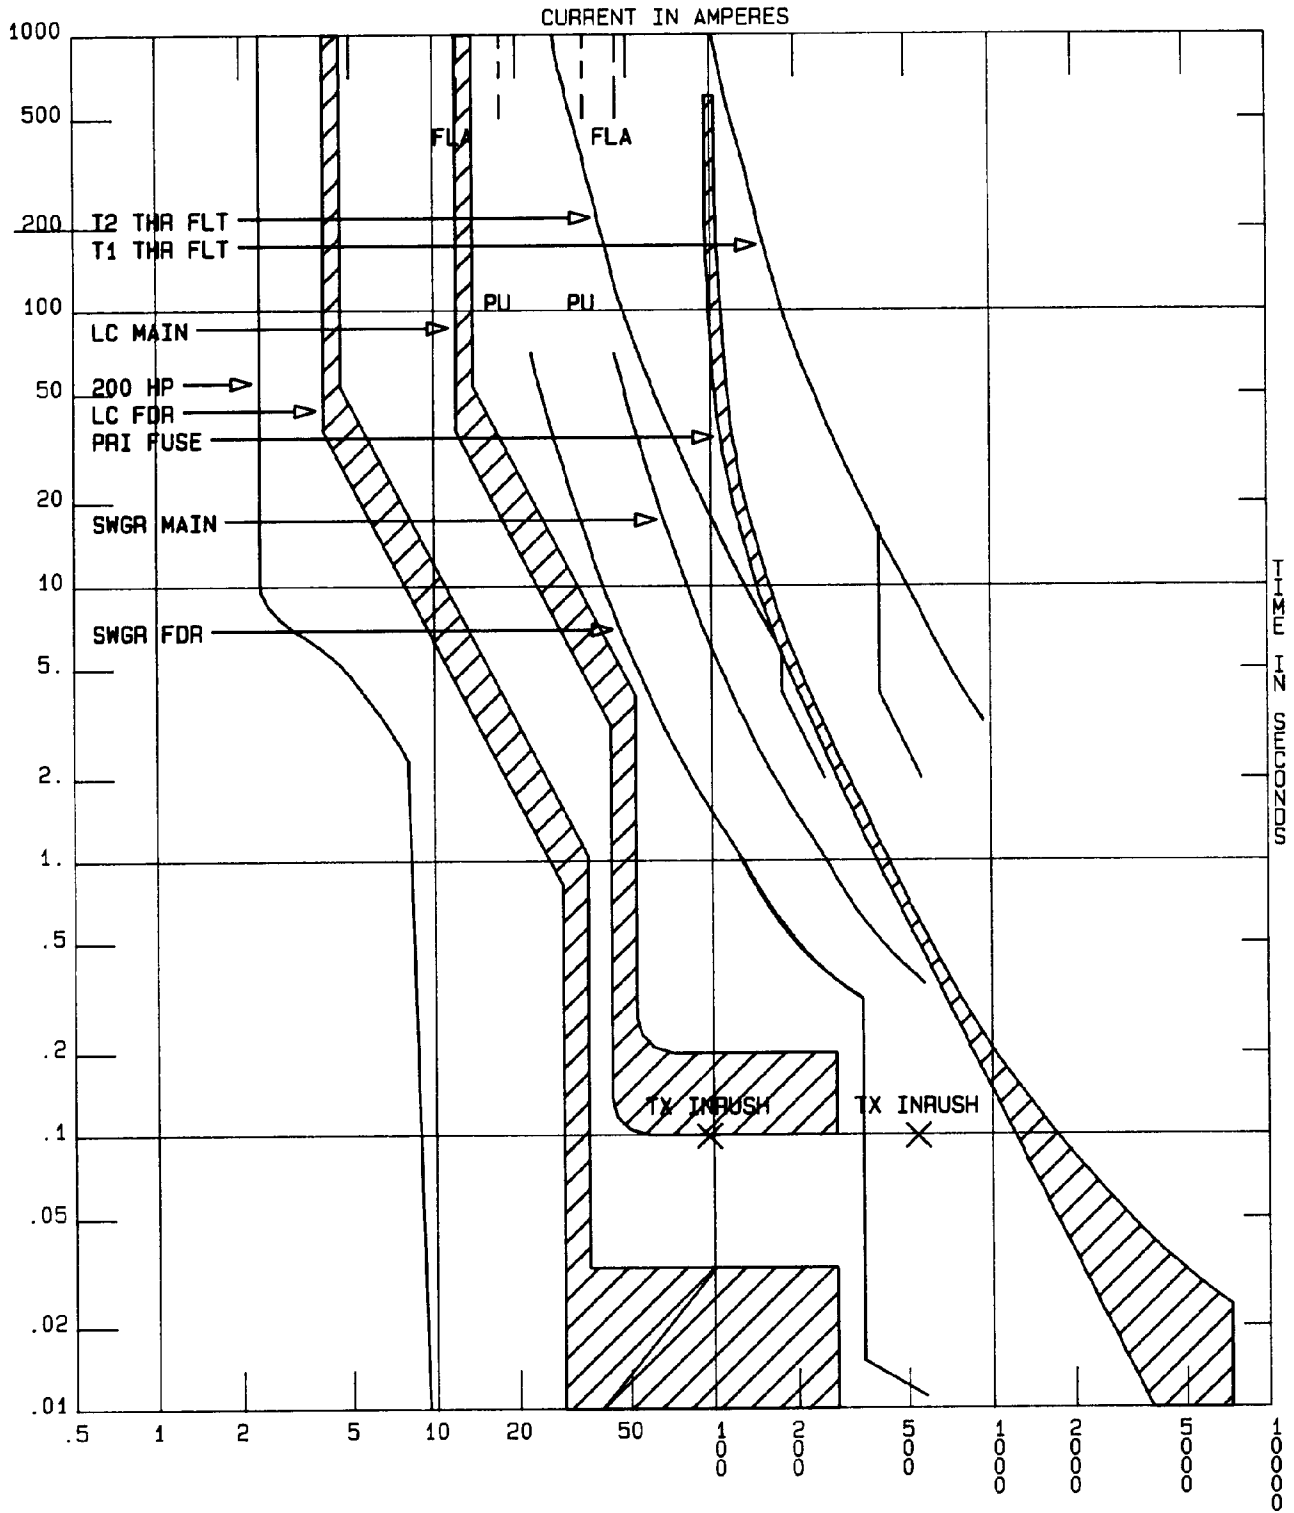 CURRENT IN AMPERES
1000
500
FLA
FLA
200
T2 THR FLT
T1 THR FLT
100
PU
PU
LC MAIN
50
200 HP
LC FDR
PRI FUSE
20
SWGR MAIN
10
TIME IN SECONDS
SWGR FDR
5.
2.
1.
.5
.2
TX INRUSH
TX INRUSH
.1
.05
.02
.01
.5 1 2 5 10 20 50 100 200 500 1000 2000 5000 10000